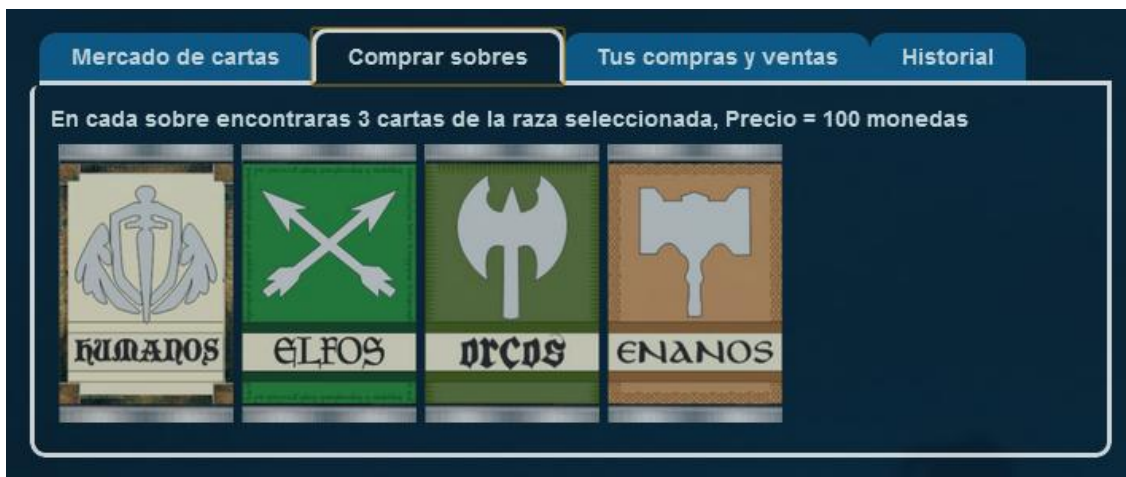 Mercado de cartas Comprar sobres Tus compras y ventas Historial
En cada sobre encontraras 3 cartas de la raza seleccionada, Precio = 100 monedas
HUMANOS ELFOS ORCOS ENANOS